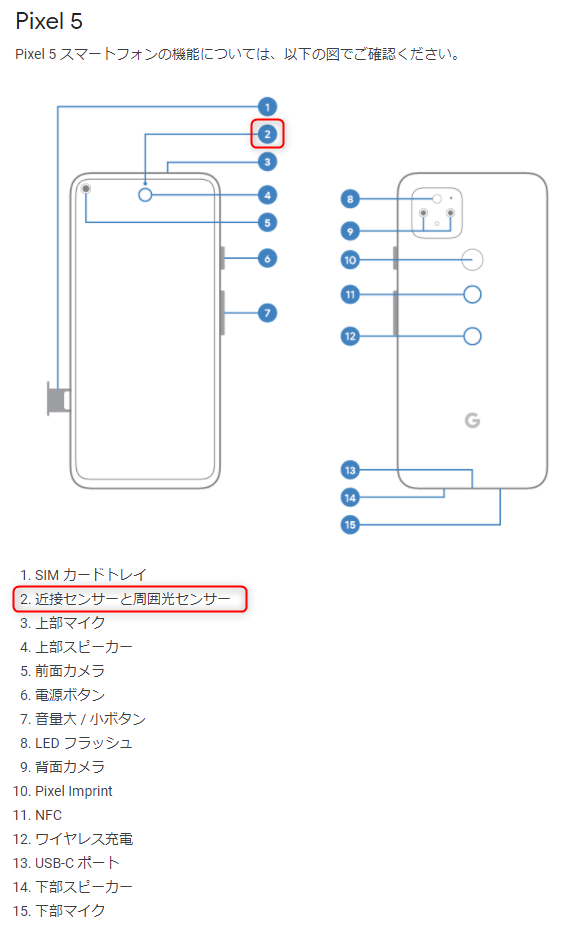 Pixel 5
Pixel 5 スマートフォンの機能については、以下の図でご確認ください。
1
2
3
4
5
6
7
8
9
10
11
12
G
13
14
15
1. SIM カードトレイ
2. 近接センサーと周囲光センサー
3. 上部マイク
4. 上部スピーカー
5. 前面カメラ
6. 電源ボタン
7. 音量大 / 小ボタン
8. LED フラッシュ
9. 背面カメラ
10. Pixel Imprint
11. NFC
12. ワイヤレス充電
13. USB-C ポート
14. 下部スピーカー
15. 下部マイク